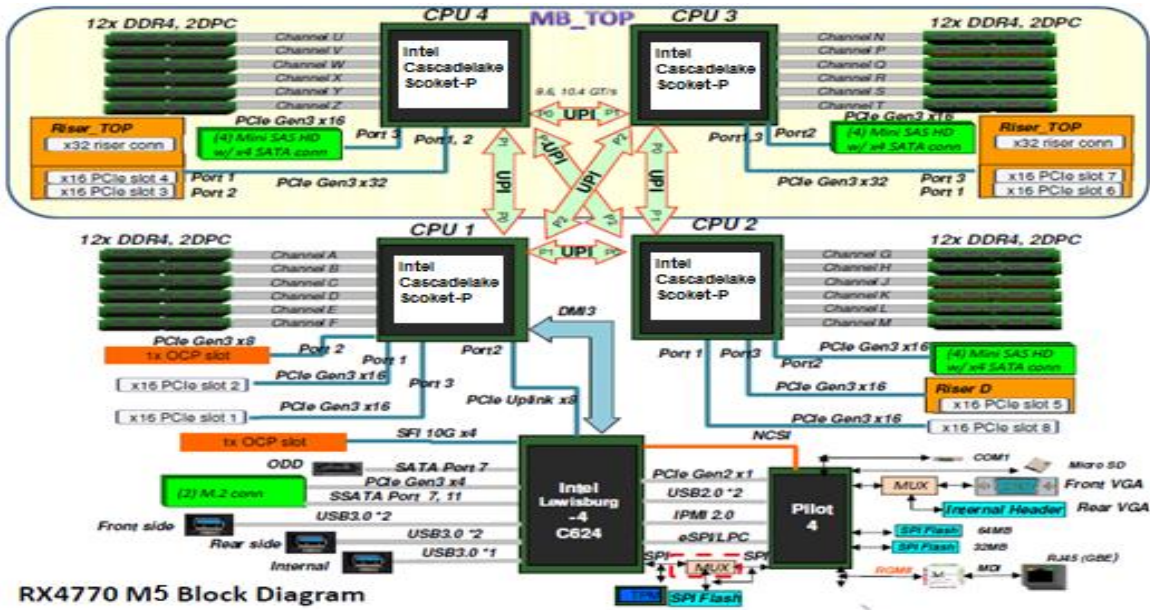 CPU 4
MB_TOP
CPU 3
12x DDR4, 2DPC
12x DDR4, 2DPC
Channel U
Channel V
Channel W
Channel X
Channel Y
Channel Z
Intel
Cascadelake
Scoket-P
Intel
Cascadelake
Scoket-P
Channel N
Channel P
Channel Q
Channel R
Channel S
Channel T
9.6, 10.4 GT/s
P0 UPI P1
PCIe Gen3 x16
(4) Mini SAS HD
w/ x4 SATA conn
Port 3
Port 1, 2
Riser_TOP
x32 riser conn
x16 PCIe slot 4
x16 PCIe slot 3
Port 1
Port 2
PCIe Gen3 x32
P1
UPI
P0
UPI
P2
P2
UPI
P2
P0
UPI
P1
Port1,3
Port2
PCIe Gen3 x16
(4) Mini SAS HD
w/ x4 SATA conn
PCIe Gen3 x32
Port 3
Port 1
Riser_TOP
x32 riser conn
x16 PCIe slot 7
x16 PCIe slot 6
12x DDR4, 2DPC
CPU 1
CPU 2
12x DDR4, 2DPC
P1 UPI P0
Channel A
Channel B
Channel C
Channel D
Channel E
Channel F
Intel
Cascadelake
Scoket-P
Intel
Cascadelake
Scoket-P
Channel G
Channel H
Channel J
Channel K
Channel L
Channel M
DMI3
PCIe Gen3 x8
1x OCP slot
Port 2
Port 1
Port2
x16 PCIe slot 2
PCIe Gen3 x16
Port 3
x16 PCIe slot 1
PCIe Gen3 x16
PCIe Uplink x8
1x OCP slot
SFI 10G x4
Port 1
Port3
Port2
PCIe Gen3 x16
(4) Mini SAS HD
w/ x4 SATA conn
PCIe Gen3 x16
Riser D
x16 PCIe slot 5
PCIe Gen3 x16
x16 PCIe slot 8
NCSI
ODD
SATA Port 7
PCIe Gen3 x4
(2) M.2 conn
SSATA Port 7, 11
Front side
USB3.0 *2
Rear side
USB3.0 *2
Internal
USB3.0 *1
Intel
Lewisburg
-4
C624
PCIe Gen2 x1
USB2.0 *2
IPMI 2.0
eSPI/LPC
SPI
MUX
SPI
TPM
SPI Flash
Pilot
4
COM1
Micro SD
MUX
Front VGA
Internal Header
Rear VGA
SPI Flash
64MB
SPI Flash
32MB
RJ45 (GBE)
RGMII
MDI
RX4770 M5 Block Diagram